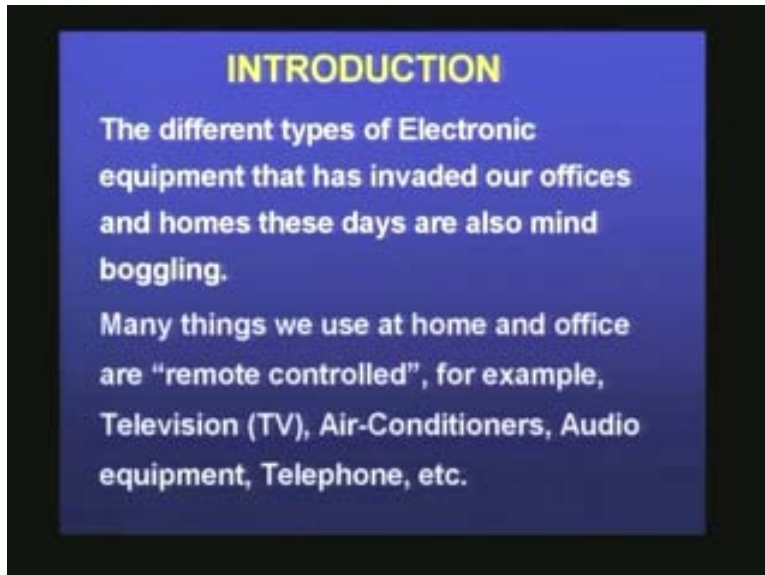 INTRODUCTION
The different types of Electronic
equipment that has invaded our offices
and homes these days are also mind
boggling.
Many things we use at home and office
are “remote controlled”, for example,
Television (TV), Air-Conditioners, Audio
equipment, Telephone, etc.